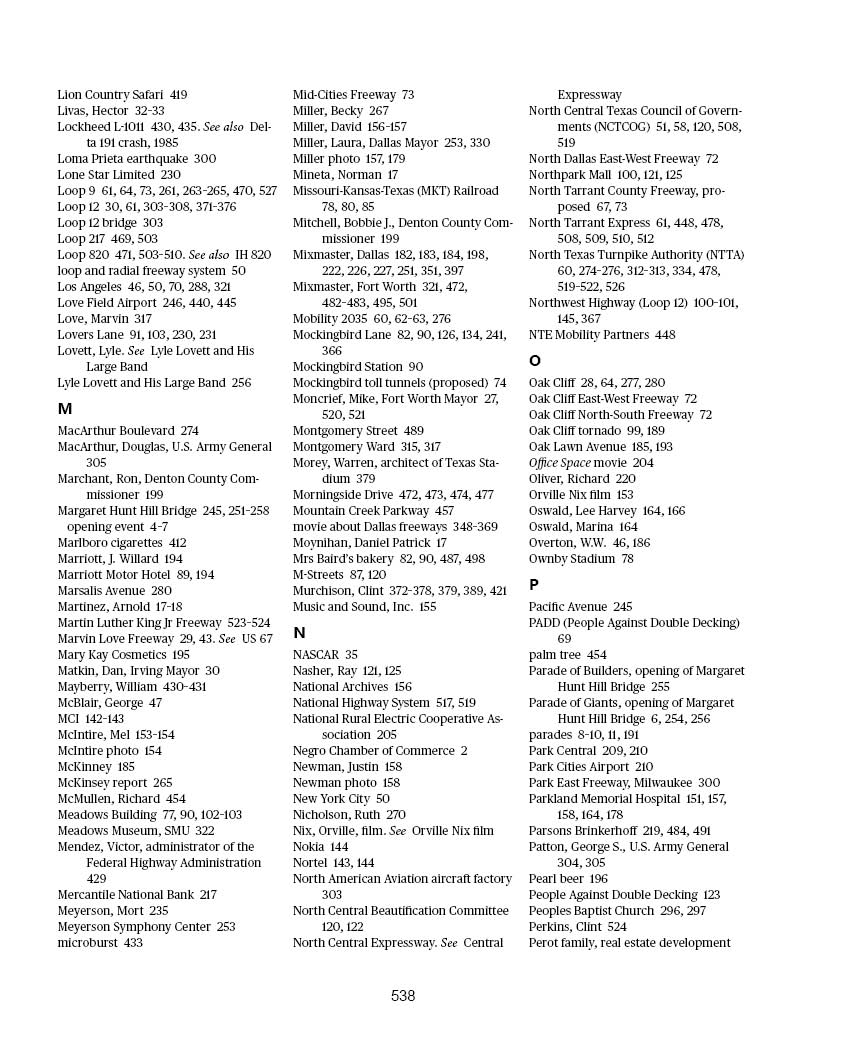 Lion Country Safari 419
Livas, Hector 32-33
Lockheed L-1011 430, 435. See also Del-
ta 191 crash, 1985
Loma Prieta earthquake 300
Lone Star Limited 230
Loop 9 61, 64, 73, 261, 263-265, 470, 527
Loop 12 30, 61, 303-308, 371-376
Loop 12 bridge 303
Loop 217 469, 503
Loop 820 471, 503-510. See also IH 820
loop and radial freeway system 50
Los Angeles 46, 50, 70, 288, 321
Love Field Airport 246, 440, 445
Love, Marvin 317
Lovers Lane 91, 103, 230, 231
Lovett, Lyle. See Lyle Lovett and His
Large Band
Lyle Lovett and His Large Band 256
M
MacArthur Boulevard 274
MacArthur, Douglas, U.S. Army General
305
Marchant, Ron, Denton County Com-
missioner 199
Margaret Hunt Hill Bridge 245, 251-258
opening event 4-7
Marlboro cigarettes 412
Marriott, J. Willard 194
Marriott Motor Hotel 89, 194
Marsalis Avenue 280
Martinez, Arnold 17-18
Martin Luther King Jr Freeway 523-524
Marvin Love Freeway 29, 43. See US 67
Mary Kay Cosmetics 195
Matkin, Dan, Irving Mayor 30
Mayberry, William 430-431
McBlair, George 47
MCI 142-143
McIntire, Mel 153-154
McIntire photo 154
McKinney 185
McKinsey report 265
McMullen, Richard 454
Meadows Building 77, 90, 102-103
Meadows Museum, SMU 322
Mendez, Victor, administrator of the
Federal Highway Administration
429
Mercantile National Bank 217
Meyerson, Mort 235
Meyerson Symphony Center 253
microburst 433
Mid-Cities Freeway 73
Miller, Becky 267
Miller, David 156-157
Miller, Laura, Dallas Mayor 253, 330
Miller photo 157, 179
Mineta, Norman 17
Missouri-Kansas-Texas (MKT) Railroad
78, 80, 85
Mitchell, Bobbie J., Denton County Com-
missioner 199
Mixmaster, Dallas 182, 183, 184, 198,
222, 226, 227, 251, 351, 397
Mixmaster, Fort Worth 321, 472,
482-483, 495, 501
Mobility 2035 60, 62-63, 276
Mockingbird Lane 82, 90, 126, 134, 241,
366
Mockingbird Station 90
Mockingbird toll tunnels (proposed) 74
Moncrief, Mike, Fort Worth Mayor 27,
520, 521
Montgomery Street 489
Montgomery Ward 315, 317
Morey, Warren, architect of Texas Sta-
dium 379
Morningside Drive 472, 473, 474, 477
Mountain Creek Parkway 457
movie about Dallas freeways 348-369
Moynihan, Daniel Patrick 17
Mrs Baird's bakery 82, 90, 487, 498
M-Streets 87, 120
Murchison, Clint 372-378, 379, 389, 421
Music and Sound, Inc. 155
N
NASCAR 35
Nasher, Ray 121, 125
National Archives 156
National Highway System 517, 519
National Rural Electric Cooperative As-
sociation 205
Negro Chamber of Commerce 2
Newman, Justin 158
Newman photo 158
New York City 50
Nicholson, Ruth 270
Nix, Orville, film. See Orville Nix film
Nokia 144
Nortel 143, 144
North American Aviation aircraft factory
303
North Central Beautification Committee
120, 122
North Central Expressway. See Central
Expressway
North Central Texas Council of Govern-
ments (NCTCOG) 51, 58, 120, 508,
519
North Dallas East-West Freeway 72
Northpark Mall 100, 121, 125
North Tarrant County Freeway, pro-
posed 67, 73
North Tarrant Express 61, 448, 478,
508, 509, 510, 512
North Texas Turnpike Authority (NTTA)
60, 274-276, 312-313, 334, 478,
519-522, 526
Northwest Highway (Loop 12) 100-101,
145, 367
NTE Mobility Partners 448
O
Oak Cliff 28, 64, 277, 280
Oak Cliff East-West Freeway 72
Oak Cliff North-South Freeway 72
Oak Cliff tornado 99, 189
Oak Lawn Avenue 185, 193
Office Space movie 204
Oliver, Richard 220
Orville Nix film 153
Oswald, Lee Harvey 164, 166
Oswald, Marina 164
Overton, W.W. 46, 186
Ownby Stadium 78
P
Pacific Avenue 245
PADD (People Against Double Decking)
69
palm tree 454
Parade of Builders, opening of Margaret
Hunt Hill Bridge 255
Parade of Giants, opening of Margaret
Hunt Hill Bridge 6, 254, 256
parades 8-10, 11, 191
Park Central 209, 210
Park Cities Airport 210
Park East Freeway, Milwaukee 300
Parkland Memorial Hospital 151, 157,
158, 164, 178
Parsons Brinkerhoff 219, 484, 491
Patton, George S., U.S. Army General
304, 305
Pearl beer 196
People Against Double Decking 123
Peoples Baptist Church 296, 297
Perkins, Clint 524
Perot family, real estate development
538